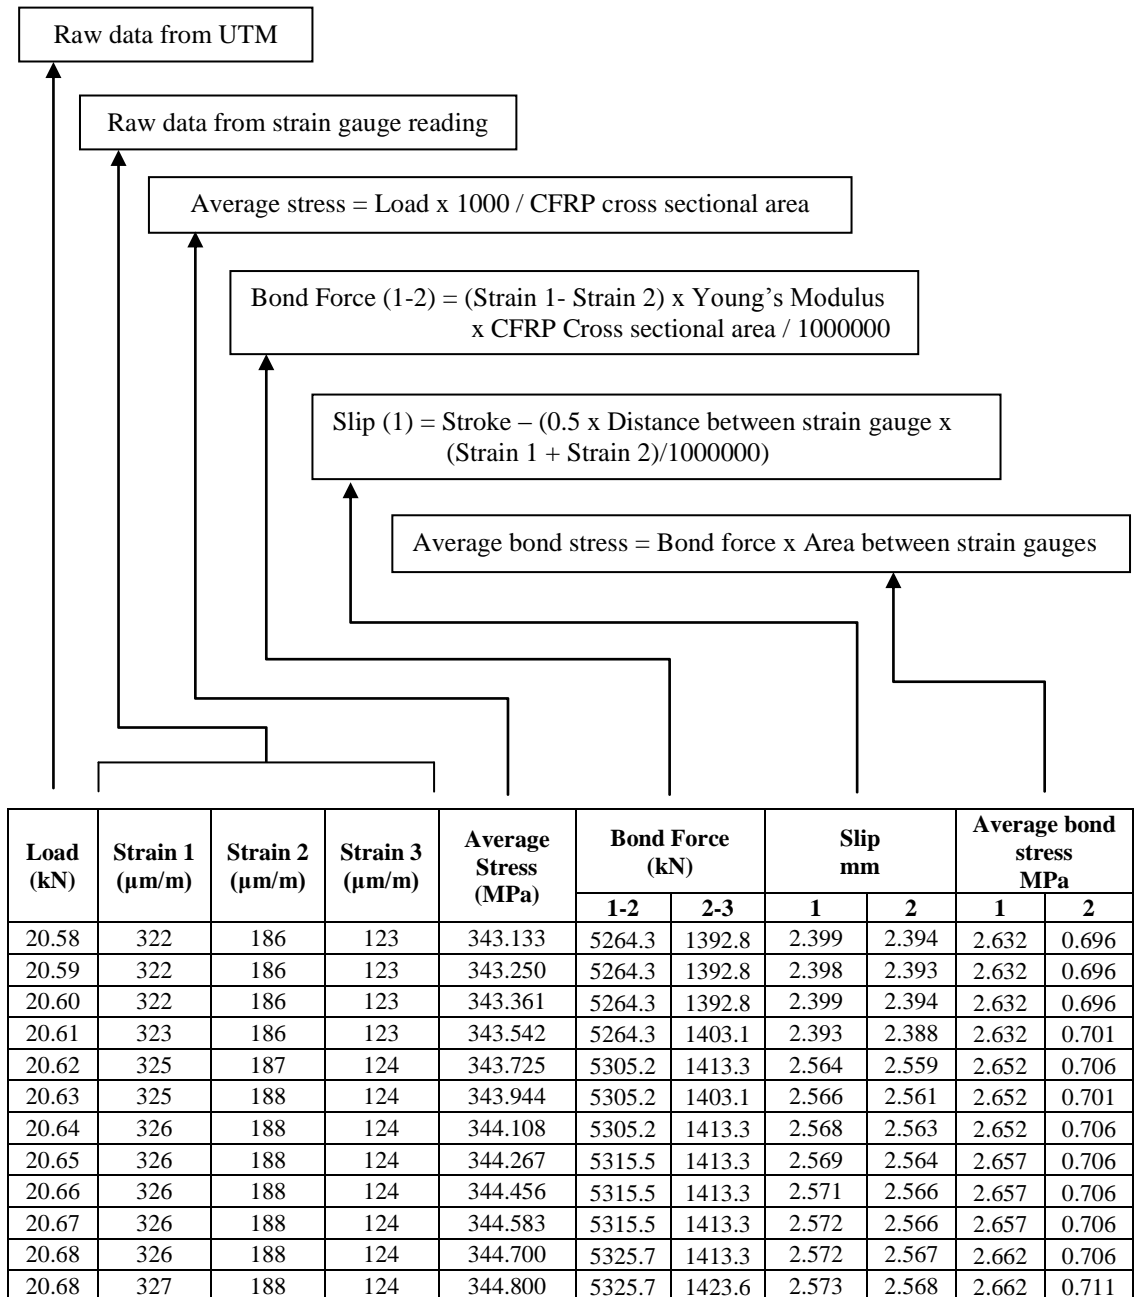 Raw data from UTM
Raw data from strain gauge reading
Average stress = Load x 1000 / CFRP cross sectional area
Bond Force (1-2) = (Strain 1- Strain 2) x Young’s Modulus
x CFRP Cross sectional area / 1000000
Slip (1) = Stroke – (0.5 x Distance between strain gauge x
(Strain 1 + Strain 2)/1000000)
Average bond stress = Bond force x Area between strain gauges
Load (kN) Strain 1 (µm/m) Strain 2 (µm/m) Strain 3 (µm/m) Average Stress (MPa) Bond Force (kN) Slip mm Average bond stress MPa
1-2 2-3 1 2 1 2
20.58 322 186 123 343.133 5264.3 1392.8 2.399 2.394 2.632 0.696
20.59 322 186 123 343.250 5264.3 1392.8 2.398 2.393 2.632 0.696
20.60 322 186 123 343.361 5264.3 1392.8 2.399 2.394 2.632 0.696
20.61 323 186 123 343.542 5264.3 1403.1 2.393 2.388 2.632 0.701
20.62 325 187 124 343.725 5305.2 1413.3 2.564 2.559 2.652 0.706
20.63 325 188 124 343.944 5305.2 1403.1 2.566 2.561 2.652 0.701
20.64 326 188 124 344.108 5305.2 1413.3 2.568 2.563 2.652 0.706
20.65 326 188 124 344.267 5315.5 1413.3 2.569 2.564 2.657 0.706
20.66 326 188 124 344.456 5315.5 1413.3 2.571 2.566 2.657 0.706
20.67 326 188 124 344.583 5315.5 1413.3 2.572 2.566 2.657 0.706
20.68 326 188 124 344.700 5325.7 1413.3 2.572 2.567 2.662 0.706
20.68 327 188 124 344.800 5325.7 1423.6 2.573 2.568 2.662 0.711